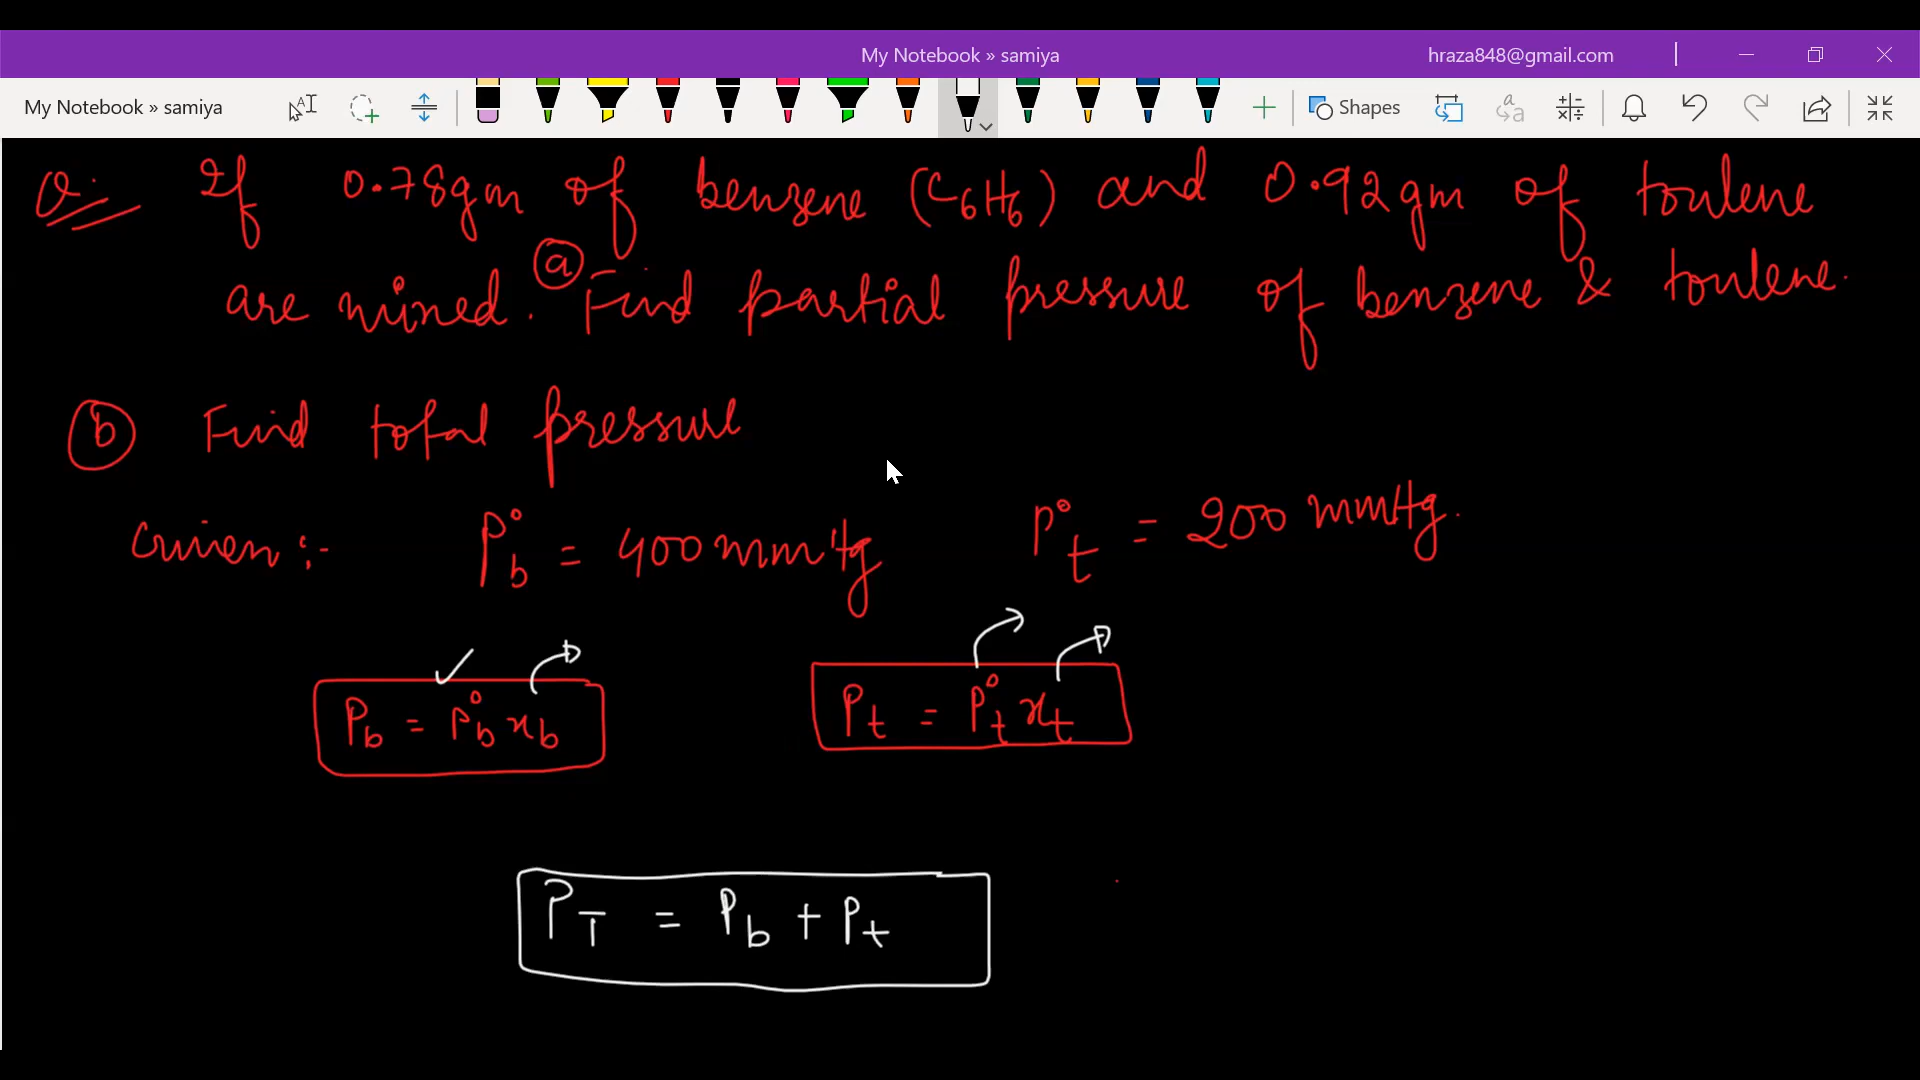 My Notebook » samiya hraza848@gmail.com
My Notebook » samiya Shapes
Q. If 0.78gm of benzene (C₆H₆) and 0.92gm of toulene
are mixed. (a) Find partial pressure of benzene & toulene.
(b) Find total pressure
Given :- P°b = 400 mmHg P°t = 200 mmHg.
Pb = P°b xb Pt = P°t xt
PT = Pb + Pt